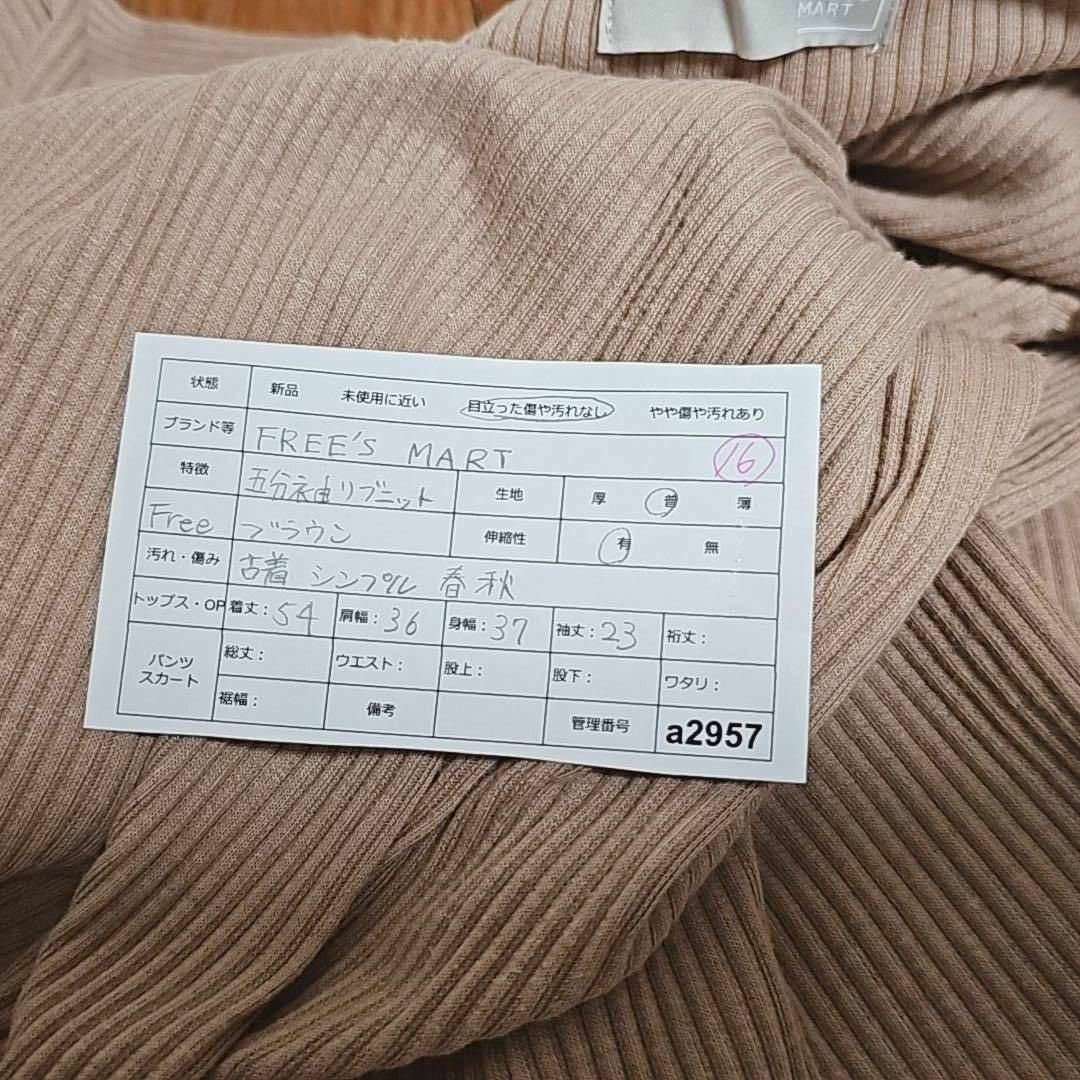 MART
状態 新品 未使用に近い 目立った傷や汚れなし やや傷や汚れあり
ブランド等 FREE'S MART 16
特徴 五分袖リブニット 生地 厚 普 薄
Free ブラウン 伸縮性 有 無
汚れ・傷み 古着 シンプル 春秋
トップス・OP 着丈：54 肩幅：36 身幅：37 袖丈：23 裄丈：
パンツ スカート 総丈： ウエスト： 股上： 股下： ワタリ：
裾幅： 備考 管理番号 a2957